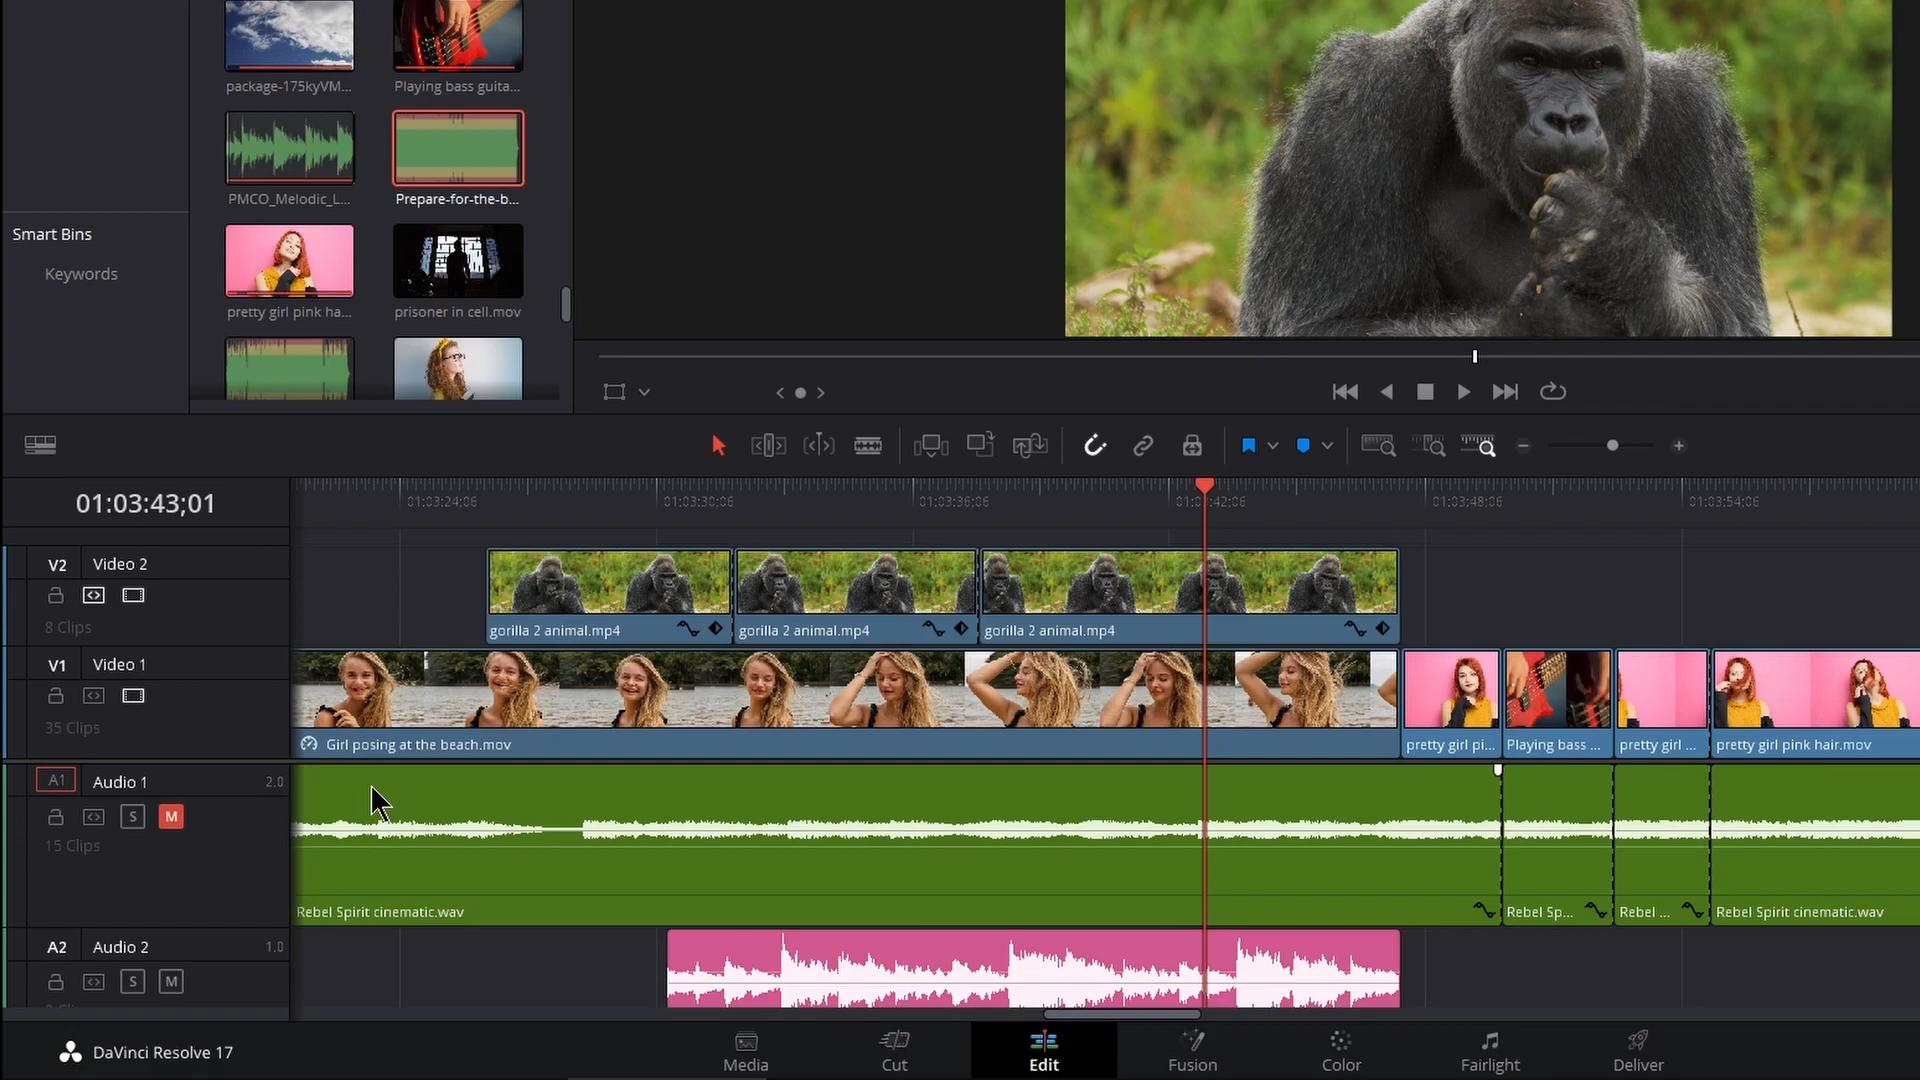 package-175kyVM...
Playing bass guita...
PMCO_Melodic_L...
Prepare-for-the-b...
Smart Bins
Keywords
pretty girl pink ha...
prisoner in cell.mov
01:03:43;01
01:03:24;06
01:03:30;06
01:03:36;06
01:03:42;06
01:03:48;06
01:03:54;06
V2
Video 2
8 Clips
gorilla 2 animal.mp4
gorilla 2 animal.mp4
gorilla 2 animal.mp4
V1
Video 1
35 Clips
Girl posing at the beach.mov
pretty girl pi...
Playing bass ...
pretty girl ...
pretty girl pink hair.mov
A1
Audio 1
2.0
S
M
15 Clips
Rebel Spirit cinematic.wav
Rebel Sp...
Rebel ...
Rebel Spirit cinematic.wav
A2
Audio 2
1.0
S
M
DaVinci Resolve 17
Media
Cut
Edit
Fusion
Color
Fairlight
Deliver